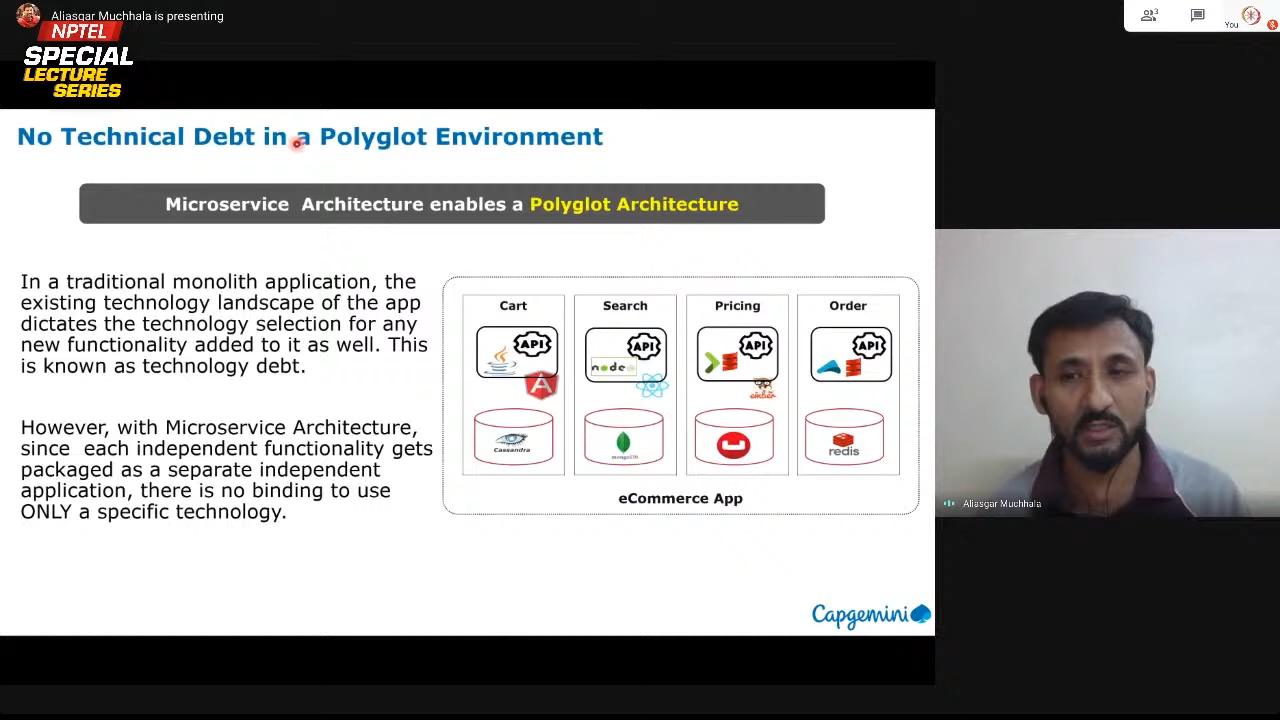 Aliasgar Muchhala is presenting
NPTEL
SPECIAL
LECTURE
SERIES
3
You
No Technical Debt in a Polyglot Environment
Microservice Architecture enables a Polyglot Architecture
In a traditional monolith application, the
existing technology landscape of the app
dictates the technology selection for any
new functionality added to it as well. This
is known as technology debt.
However, with Microservice Architecture,
since each independent functionality gets
packaged as a separate independent
application, there is no binding to use
ONLY a specific technology.
Cart
API
A
Cassandra
Search
API
node
mongoDB
Pricing
API
ember
Order
API
redis
eCommerce App
Capgemini
Aliasgar Muchhala